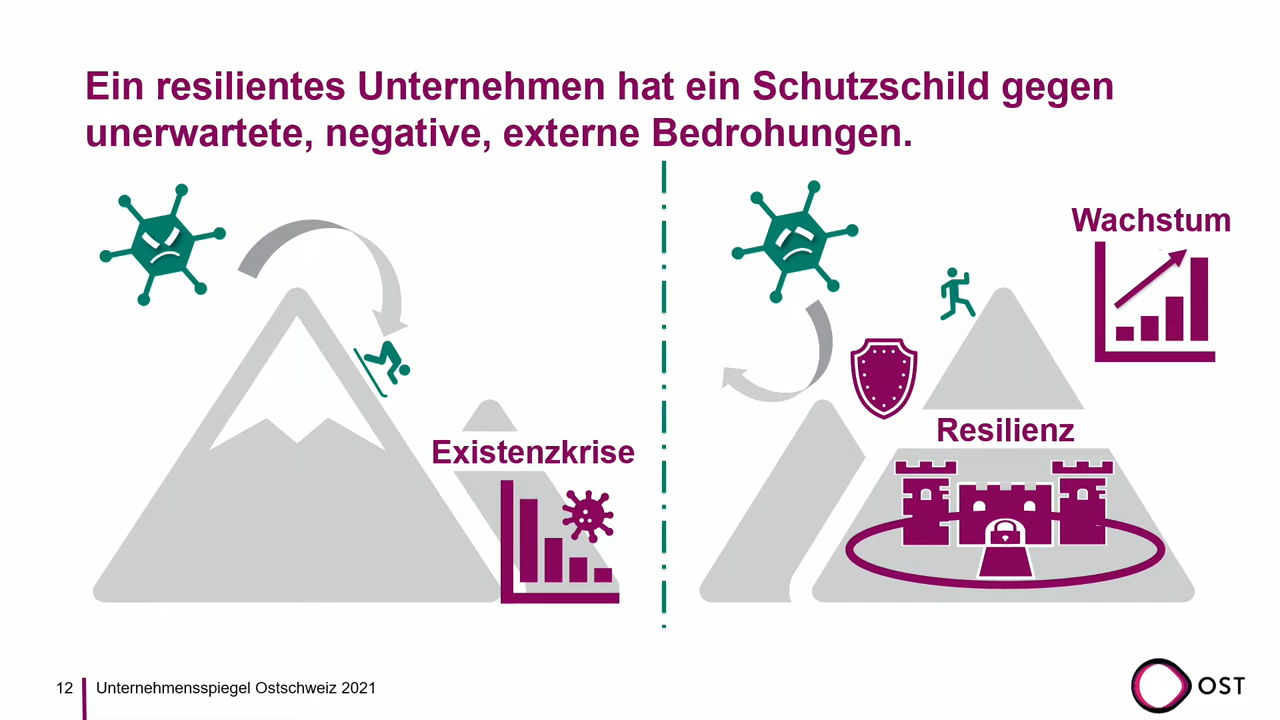 Ein resilientes Unternehmen hat ein Schutzschild gegen
unerwartete, negative, externe Bedrohungen.
Existenzkrise
Wachstum
Resilienz
12
Unternehmensspiegel Ostschweiz 2021
OST